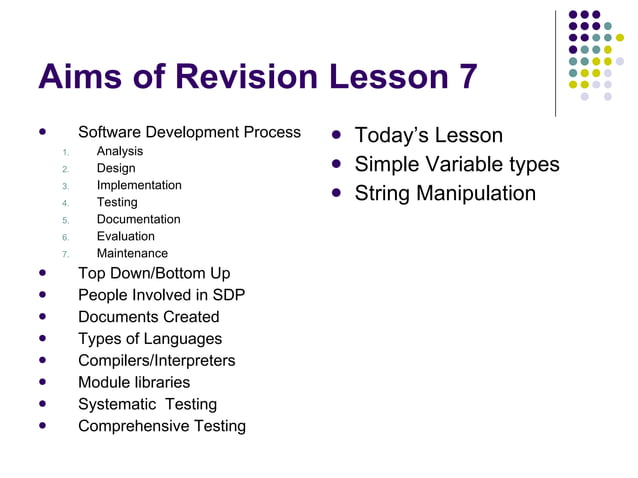 Aims of Revision Lesson 7
● Software Development Process
1. Analysis
2. Design
3. Implementation
4. Testing
5. Documentation
6. Evaluation
7. Maintenance
● Top Down/Bottom Up
● People Involved in SDP
● Documents Created
● Types of Languages
● Compilers/Interpreters
● Module libraries
● Systematic Testing
● Comprehensive Testing
● Today’s Lesson
● Simple Variable types
● String Manipulation